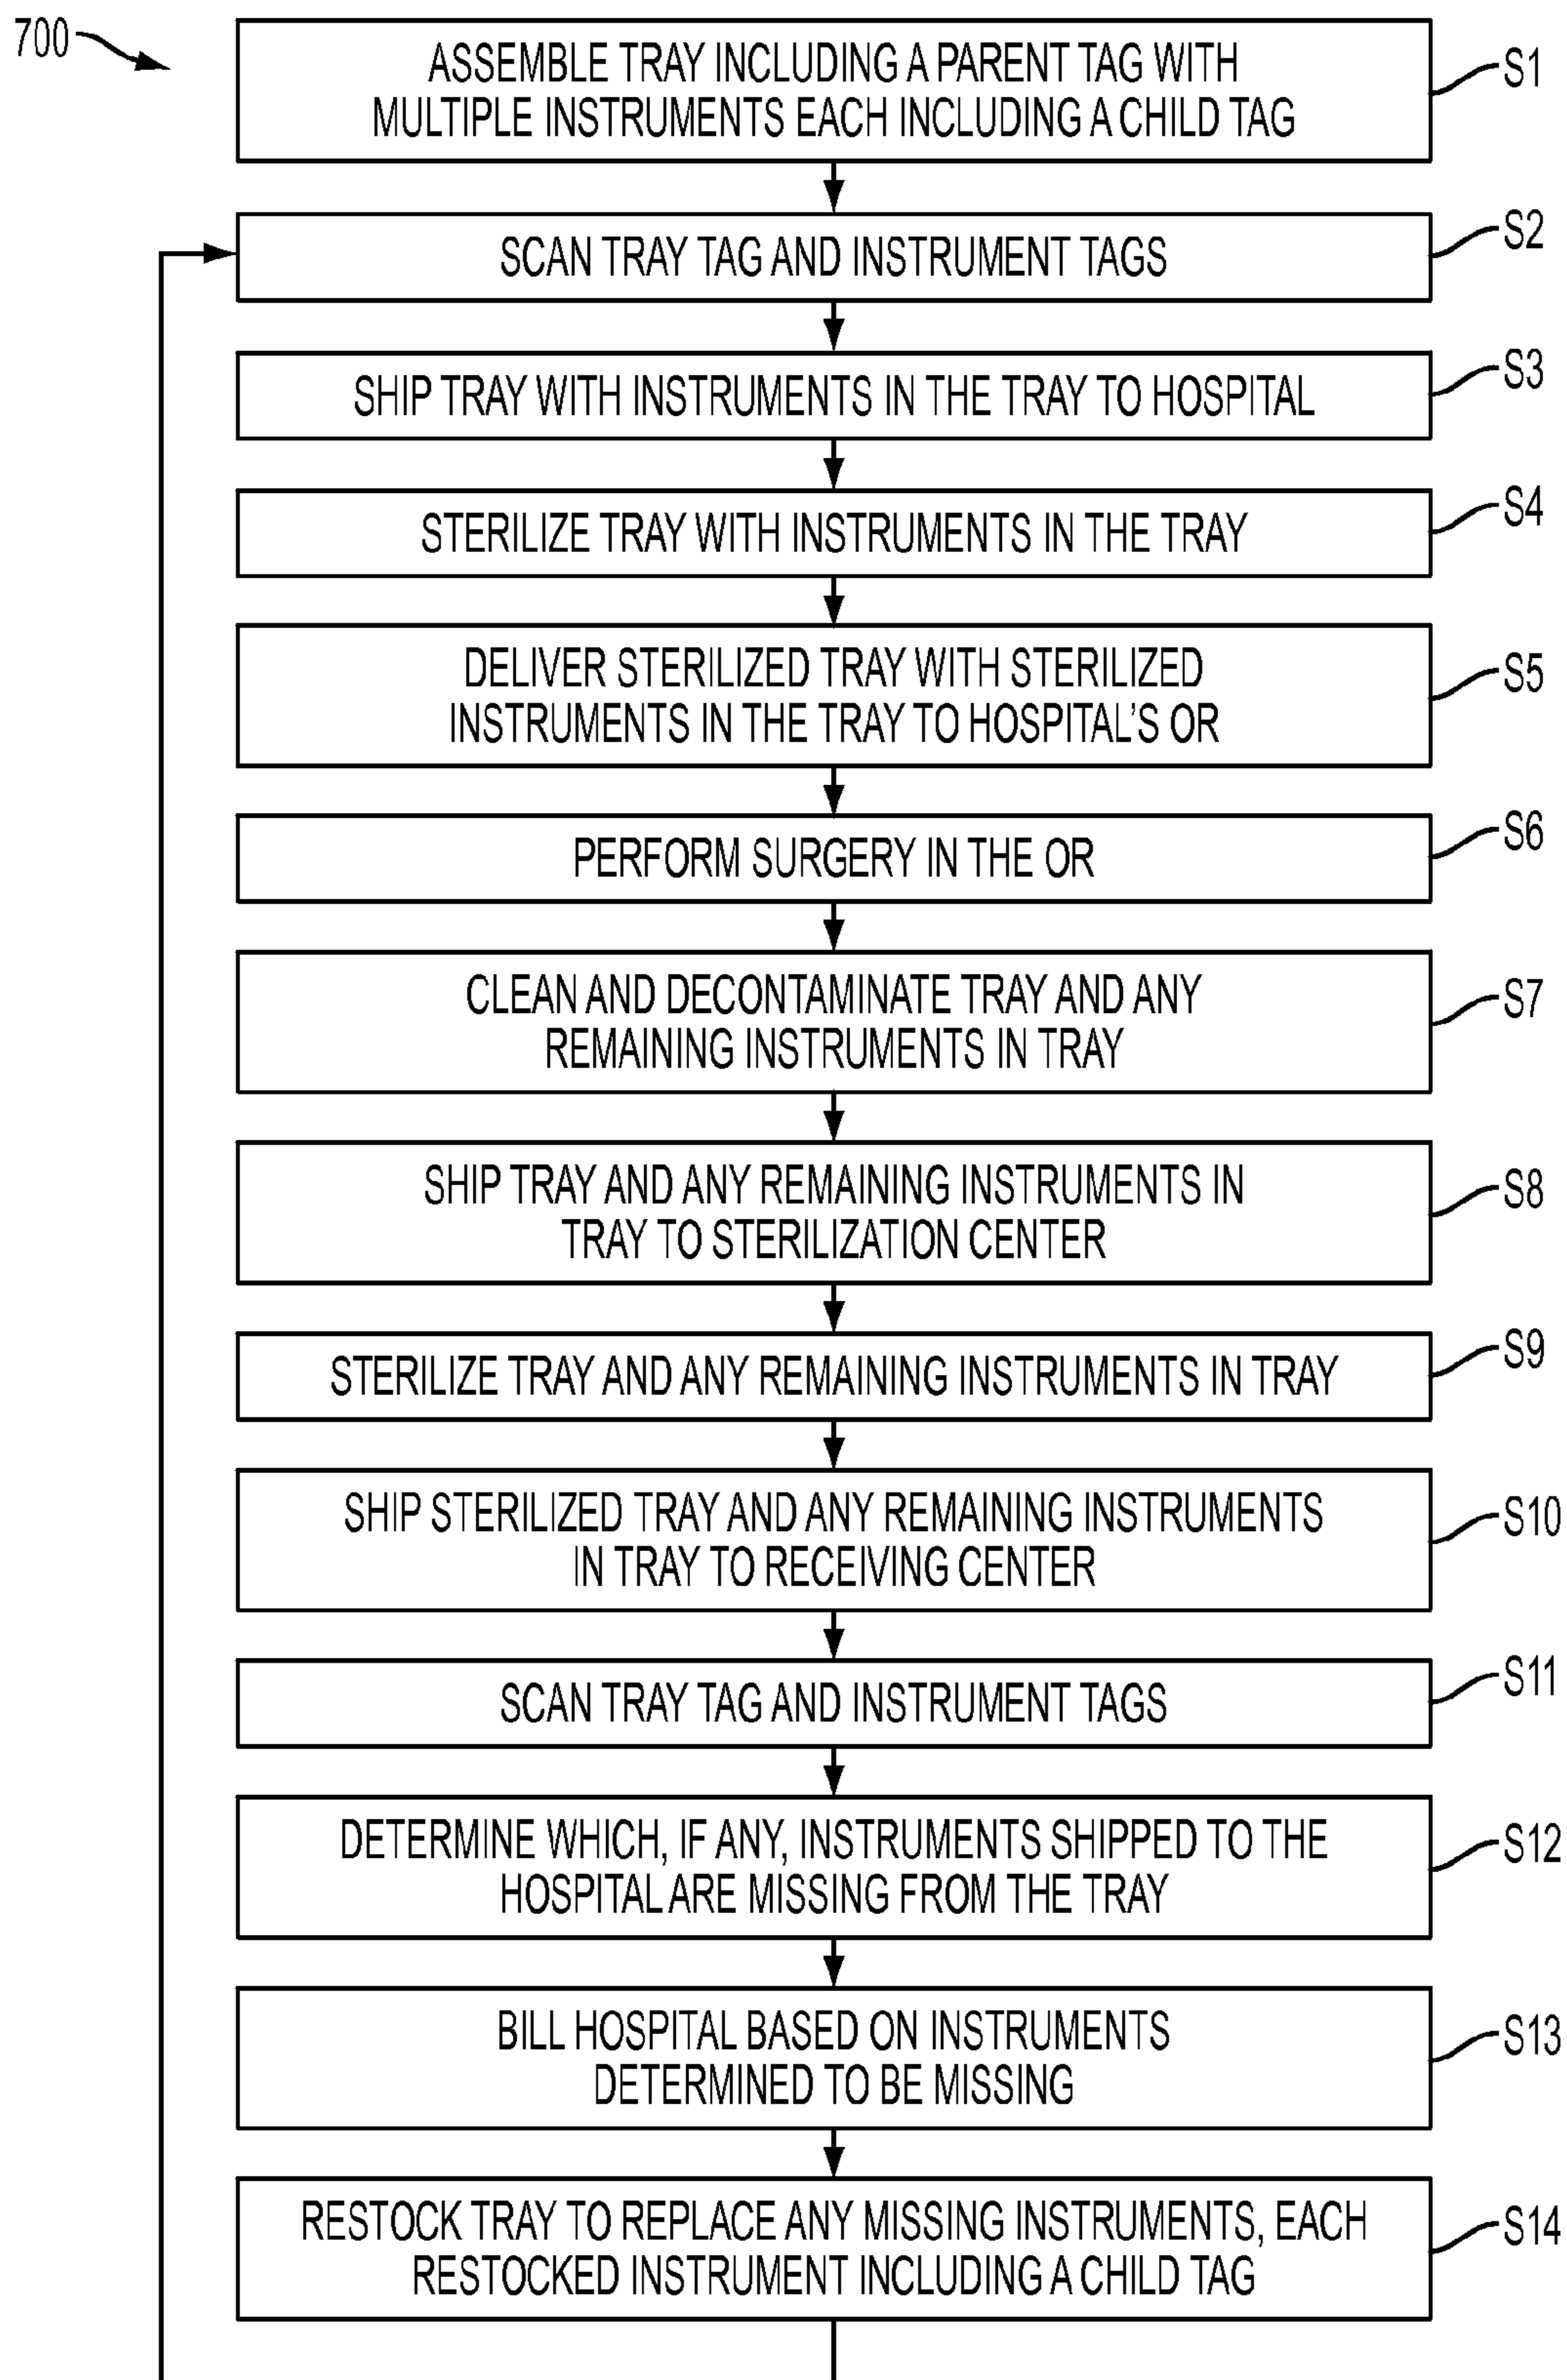 700
ASSEMBLE TRAY INCLUDING A PARENT TAG WITH
MULTIPLE INSTRUMENTS EACH INCLUDING A CHILD TAG
S1
SCAN TRAY TAG AND INSTRUMENT TAGS
S2
SHIP TRAY WITH INSTRUMENTS IN THE TRAY TO HOSPITAL
S3
STERILIZE TRAY WITH INSTRUMENTS IN THE TRAY
S4
DELIVER STERILIZED TRAY WITH STERILIZED
INSTRUMENTS IN THE TRAY TO HOSPITAL'S OR
S5
PERFORM SURGERY IN THE OR
S6
CLEAN AND DECONTAMINATE TRAY AND ANY
REMAINING INSTRUMENTS IN TRAY
S7
SHIP TRAY AND ANY REMAINING INSTRUMENTS IN
TRAY TO STERILIZATION CENTER
S8
STERILIZE TRAY AND ANY REMAINING INSTRUMENTS IN TRAY
S9
SHIP STERILIZED TRAY AND ANY REMAINING INSTRUMENTS
IN TRAY TO RECEIVING CENTER
S10
SCAN TRAY TAG AND INSTRUMENT TAGS
S11
DETERMINE WHICH, IF ANY, INSTRUMENTS SHIPPED TO THE
HOSPITAL ARE MISSING FROM THE TRAY
S12
BILL HOSPITAL BASED ON INSTRUMENTS
DETERMINED TO BE MISSING
S13
RESTOCK TRAY TO REPLACE ANY MISSING INSTRUMENTS, EACH
RESTOCKED INSTRUMENT INCLUDING A CHILD TAG
S14